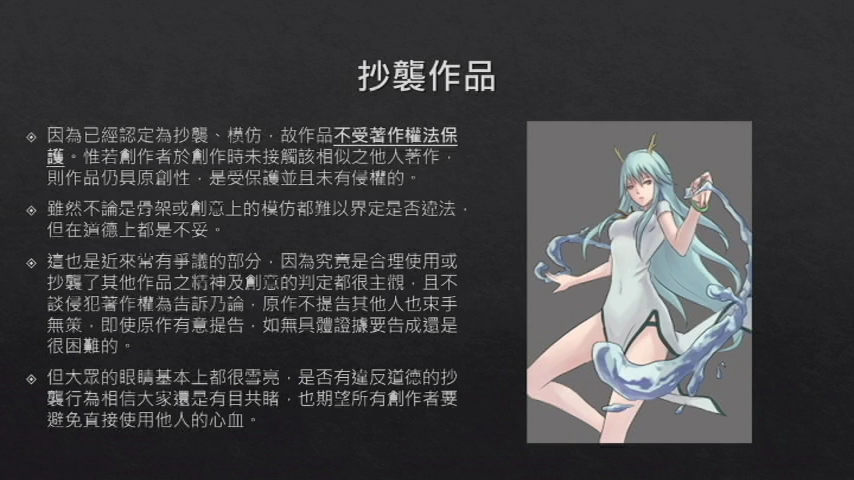 抄襲作品
因為已經認定為抄襲、模仿，故作品不受著作權法保
護。惟若創作者於創作時未接觸該相似之他人著作，
則作品仍具原創性，是受保護並且未有侵權的。
雖然不論是骨架或創意上的模仿都難以界定是否違法，
但在道德上都是不妥。
這也是近來常有爭議的部分，因為究竟是合理使用或
抄襲了其他作品之精神及創意的判定都很主觀，且不
談侵犯著作權為告訴乃論，原作不提告其他人也束手
無策，即使原作有意提告，如無具體證據要告成還是
很困難的。
但大眾的眼睛基本上都很雪亮，是否有違反道德的抄
襲行為相信大家還是有目共睹，也期望所有創作者要
避免直接使用他人的心血。